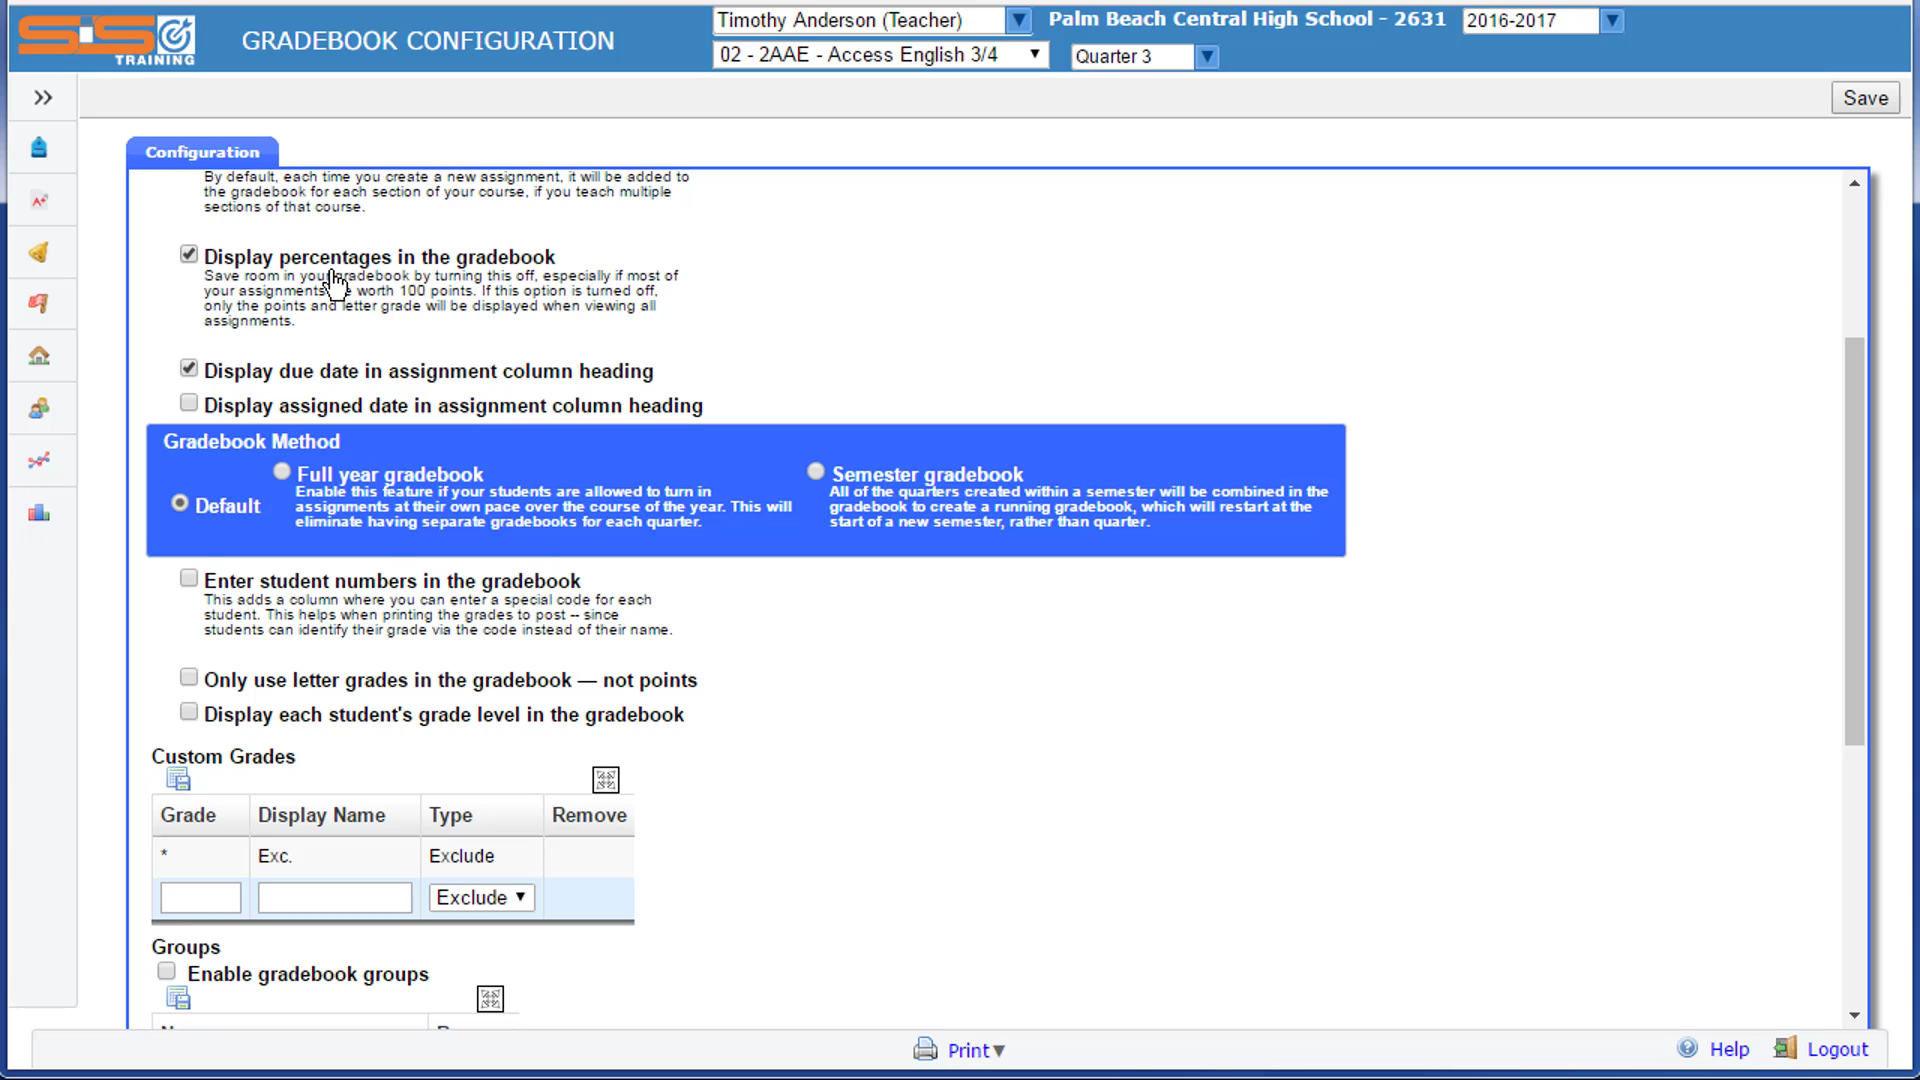 SIS
TRAINING
GRADEBOOK CONFIGURATION
Timothy Anderson (Teacher)
Palm Beach Central High School - 2631
2016-2017
02 - 2AAE - Access English 3/4
Quarter 3
Save
Configuration
By default, each time you create a new assignment, it will be added to
the gradebook for each section of your course, if you teach multiple
sections of that course.
Display percentages in the gradebook
Save room in your gradebook by turning this off, especially if most of
your assignments worth 100 points. If this option is turned off,
only the points and letter grade will be displayed when viewing all
assignments.
Display due date in assignment column heading
Display assigned date in assignment column heading
Gradebook Method
Default
Full year gradebook
Enable this feature if your students are allowed to turn in
assignments at their own pace over the course of the year. This will
eliminate having separate gradebooks for each quarter.
Semester gradebook
All of the quarters created within a semester will be combined in the
gradebook to create a running gradebook, which will restart at the
start of a new semester, rather than quarter.
Enter student numbers in the gradebook
This adds a column where you can enter a special code for each
student. This helps when printing the grades to post -- since
students can identify their grade via the code instead of their name.
Only use letter grades in the gradebook — not points
Display each student's grade level in the gradebook
Custom Grades
Grade Display Name Type Remove
* Exc. Exclude
Exclude
Groups
Enable gradebook groups
Print
Help
Logout